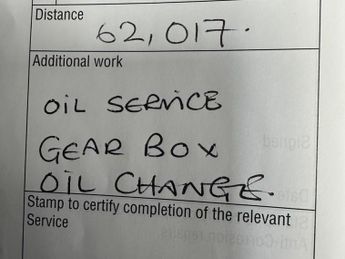 Distance
62,017.
Additional work
OIL SERVICE
GEAR BOX
OIL CHANGE.
Stamp to certify completion of the relevant
Service